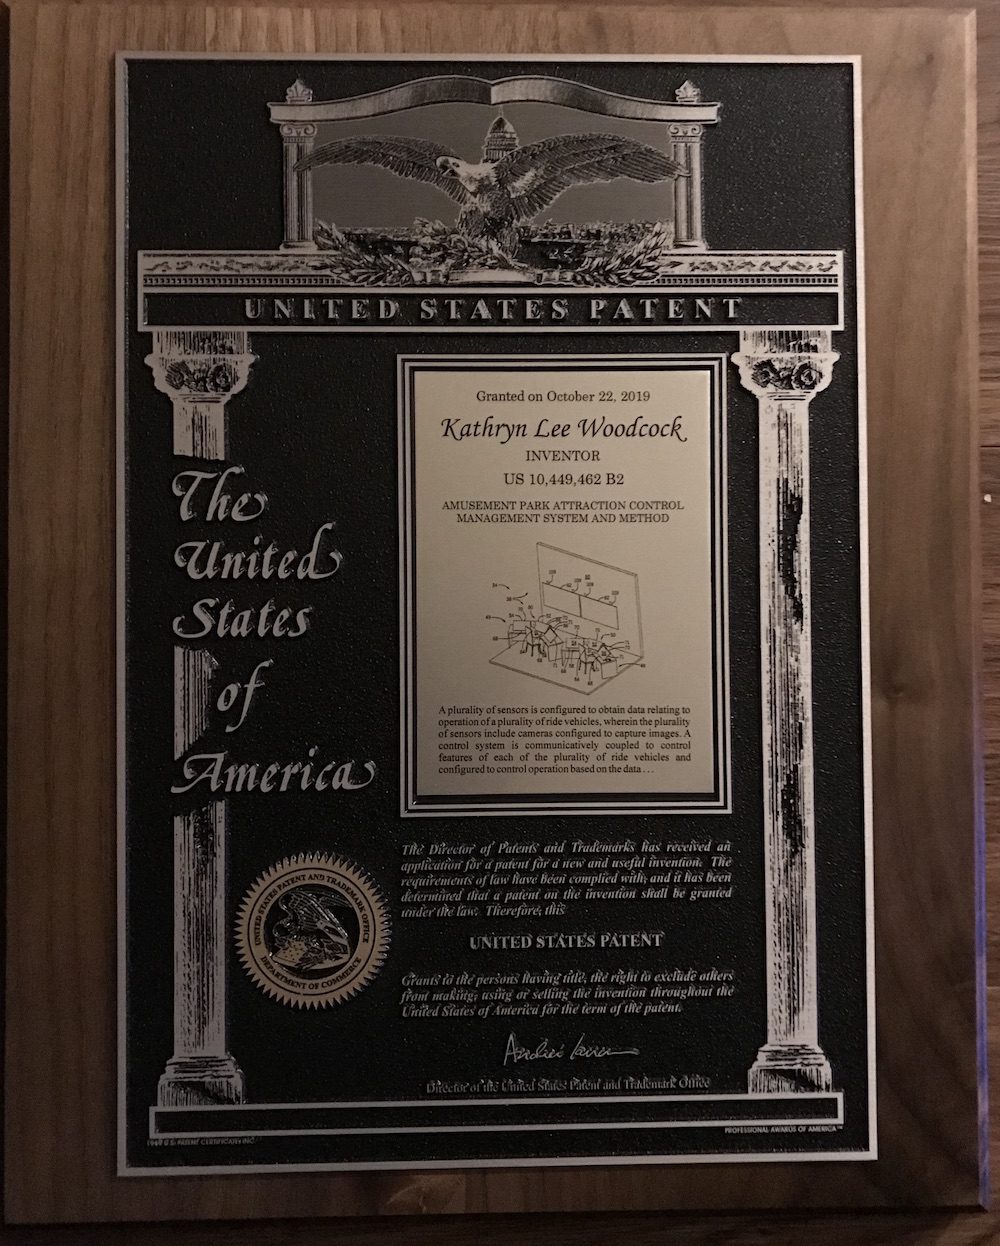 UNITED STATES PATENT
Granted on October 22, 2019
Kathryn Lee Woodcock
INVENTOR
US 10,449,462 B2
AMUSEMENT PARK ATTRACTION CONTROL
MANAGEMENT SYSTEM AND METHOD
A plurality of sensors is configured to obtain data relating to
operation of a plurality of ride vehicles, wherein the plurality
of sensors include cameras configured to capture images. A
control system is communicatively coupled to control
features of each of the plurality of ride vehicles and
configured to control operation based on the data . . .
The
United
States
of
America
The Director of Patents and Trademarks has received an
application for a patent for a new and useful invention. The
requirements of law have been complied with, and it has been
determined that a patent on the invention shall be granted
under the law. Therefore, this
UNITED STATES PATENT
Grants to the persons having title, the right to exclude others
from making, using or selling the invention throughout the
United States of America for the term of the patent.
UNITED STATES PATENT AND TRADEMARK OFFICE
DEPARTMENT OF COMMERCE
Director of the United States Patent and Trademark Office
U.S. PATENT CERTIFICATES INC.
PROFESSIONAL AWARDS OF AMERICA™